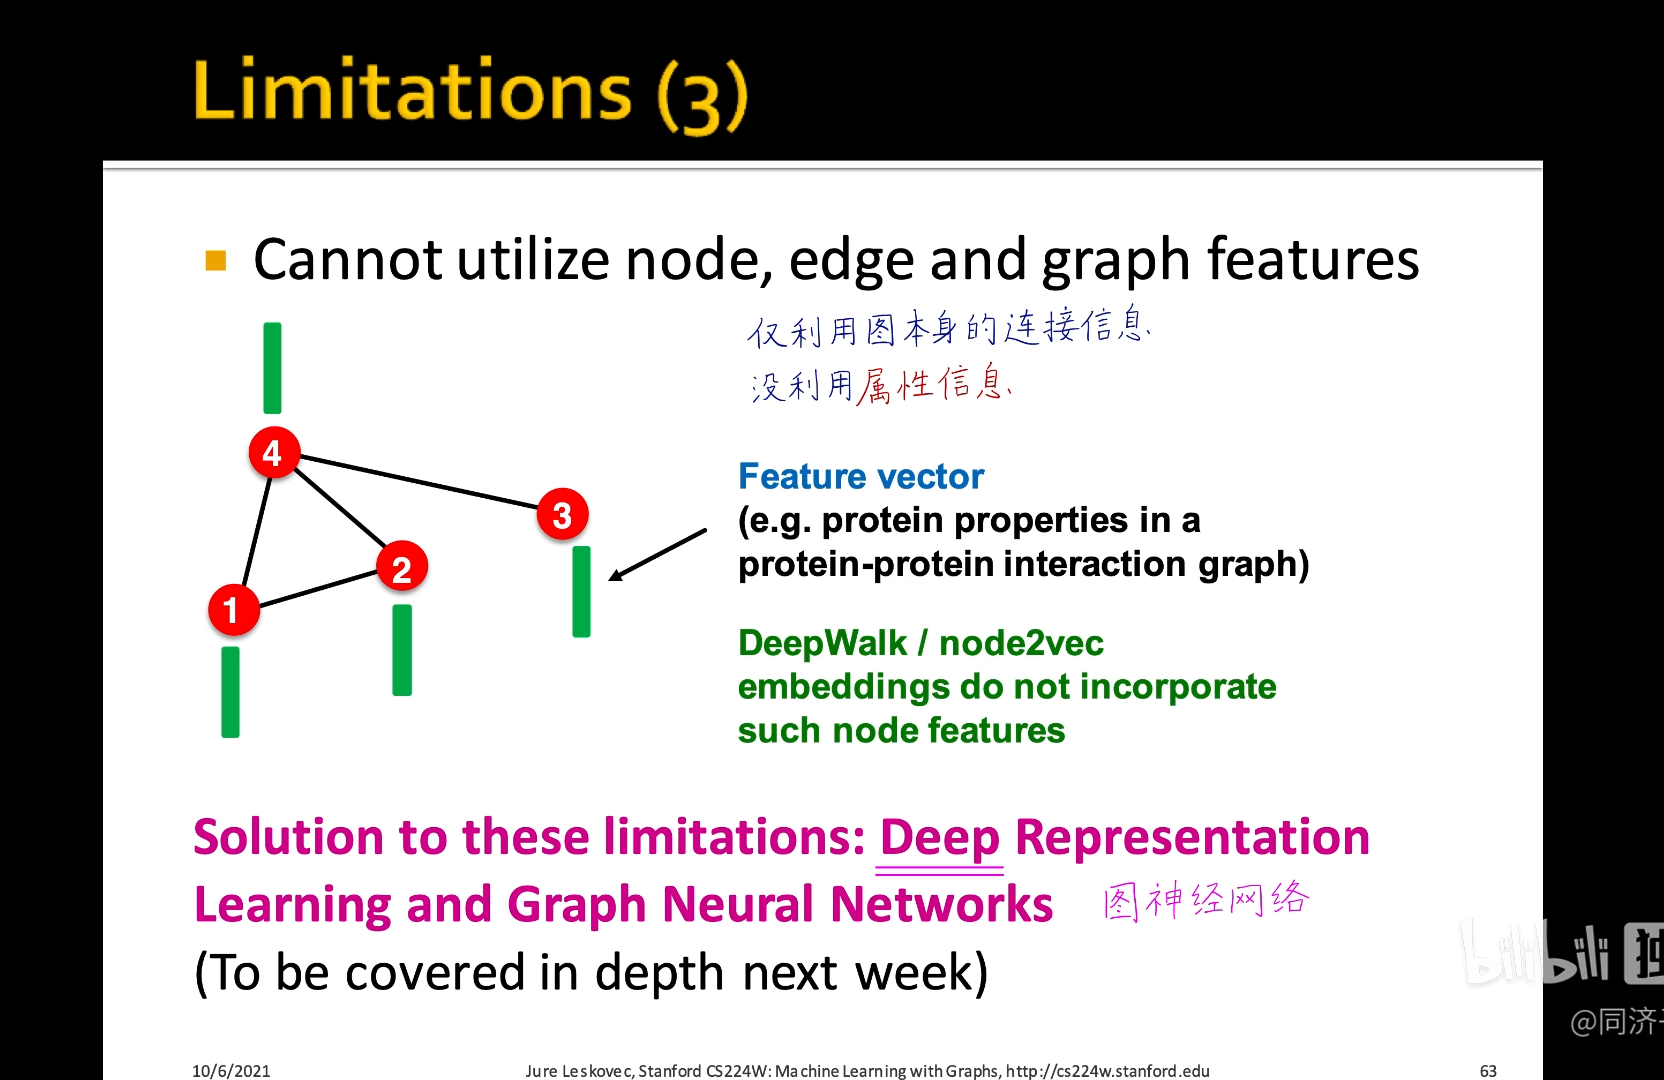 Limitations (3)
Cannot utilize node, edge and graph features
仅利用图本身的连接信息.
没利用属性信息.
4
3
2
1
Feature vector
(e.g. protein properties in a
protein-protein interaction graph)
DeepWalk / node2vec
embeddings do not incorporate
such node features
Solution to these limitations: Deep Representation
Learning and Graph Neural Networks
图神经网络
(To be covered in depth next week)
bilibili
@同济
10/6/2021
Jure Leskovec, Stanford CS224W: Machine Learning with Graphs, http://cs224w.stanford.edu
63